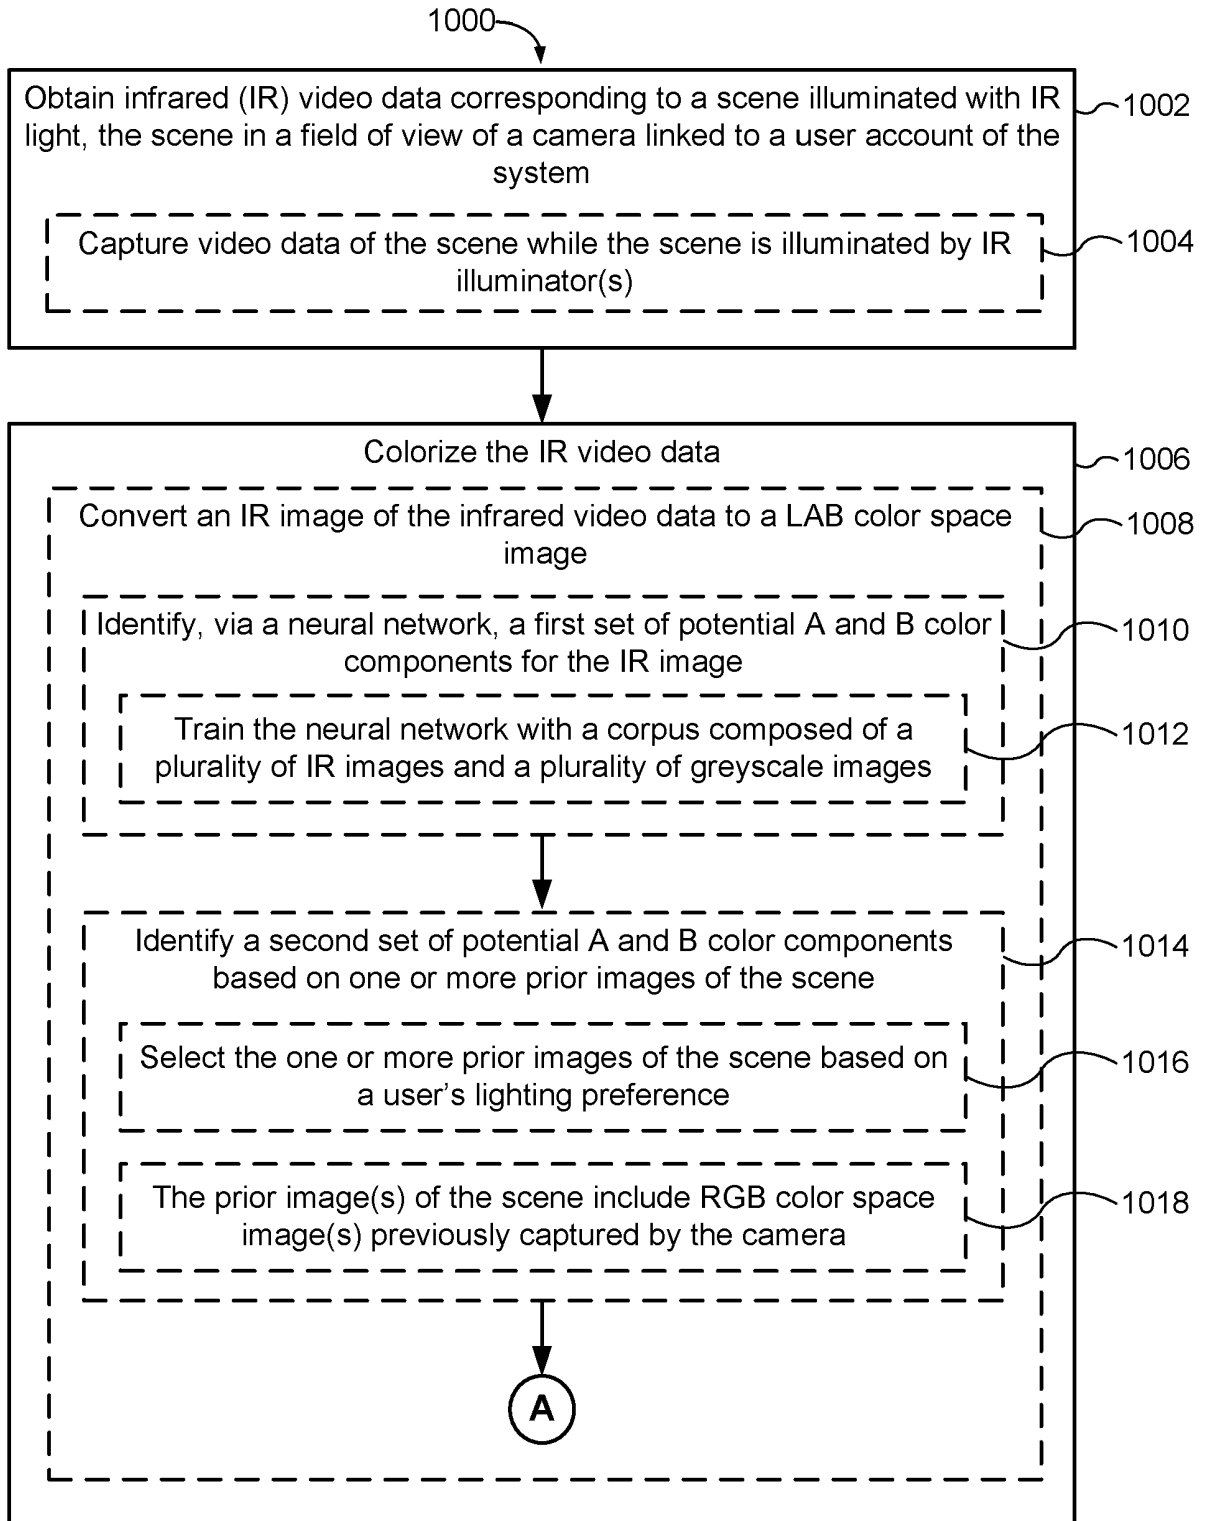 1000
Obtain infrared (IR) video data corresponding to a scene illuminated with IR
light, the scene in a field of view of a camera linked to a user account of the
system
1002
Capture video data of the scene while the scene is illuminated by IR
illuminator(s)
1004
Colorize the IR video data
1006
Convert an IR image of the infrared video data to a LAB color space
image
1008
Identify, via a neural network, a first set of potential A and B color
components for the IR image
1010
Train the neural network with a corpus composed of a
plurality of IR images and a plurality of greyscale images
1012
Identify a second set of potential A and B color components
based on one or more prior images of the scene
1014
Select the one or more prior images of the scene based on
a user's lighting preference
1016
The prior image(s) of the scene include RGB color space
image(s) previously captured by the camera
1018
A